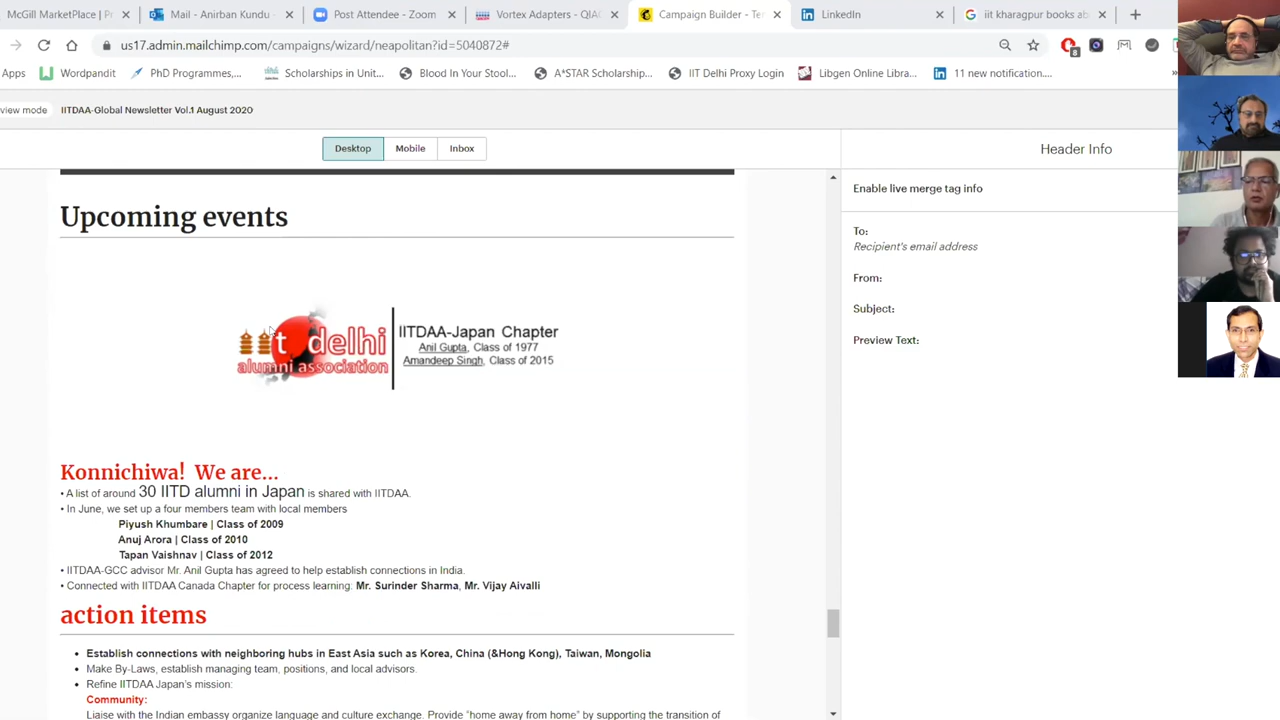 McGill MarketPlace | P
Mail - Anirban Kundu -
Post Attendee - Zoom
Vortex Adapters - QIAG
Campaign Builder - Ter
LinkedIn
iit kharagpur books ab
us17.admin.mailchimp.com/campaigns/wizard/neapolitan?id=5040872#
8
Apps
Wordpandit
PhD Programmes,...
Scholarships in Unit...
Blood In Your Stool...
A*STAR Scholarship...
IIT Delhi Proxy Login
Libgen Online Libra...
11 new notification....
»
view mode
IITDAA-Global Newsletter Vol.1 August 2020
Desktop
Mobile
Inbox
Header Info
Enable live merge tag info
To:
Recipient's email address
From:
Subject:
Preview Text:
Upcoming events
iit delhi
alumni association
IITDAA-Japan Chapter
Anil Gupta, Class of 1977
Amandeep Singh, Class of 2015
Konnichiwa! We are...
• A list of around 30 IITD alumni in Japan is shared with IITDAA.
• In June, we set up a four members team with local members
Piyush Khumbare | Class of 2009
Anuj Arora | Class of 2010
Tapan Vaishnav | Class of 2012
• IITDAA-GCC advisor Mr. Anil Gupta has agreed to help establish connections in India.
• Connected with IITDAA Canada Chapter for process learning: Mr. Surinder Sharma, Mr. Vijay Aivalli
action items
• Establish connections with neighboring hubs in East Asia such as Korea, China (&Hong Kong), Taiwan, Mongolia
• Make By-Laws, establish managing team, positions, and local advisors.
• Refine IITDAA Japan's mission:
Community:
Liaise with the Indian embassy organize language and culture exchange. Provide "home away from home" by supporting the transition of